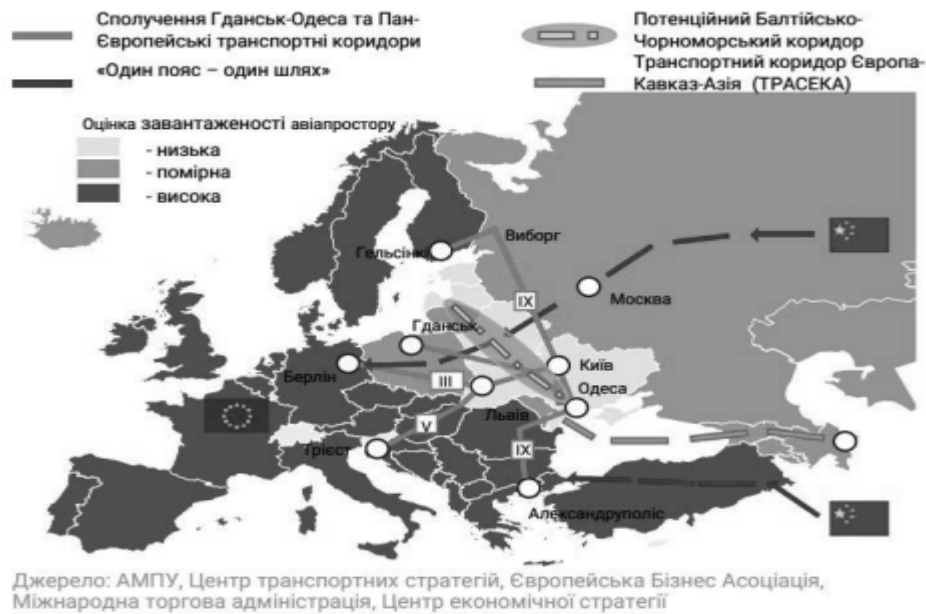 Сполучення Гданськ-Одеса та Пан-
Європейські транспортні коридори
«Один пояс – один шлях»
Потенційний Балтійсько-
Чорноморський коридор
Транспортний коридор Європа-
Кавказ-Азія (ТРАСЕКА)
Оцінка завантаженості авіапростору
- низька
- помірна
- висока
Виборг
Гельсінкі
Москва
IX
Гданськ
Київ
Берлін
III
Одеса
Львів
V
Трієст
IX
Александруполіс
Джерело: АМПУ, Центр транспортних стратегій, Європейська Бізнес Асоціація,
Міжнародна торгова адміністрація, Центр економічної стратегії